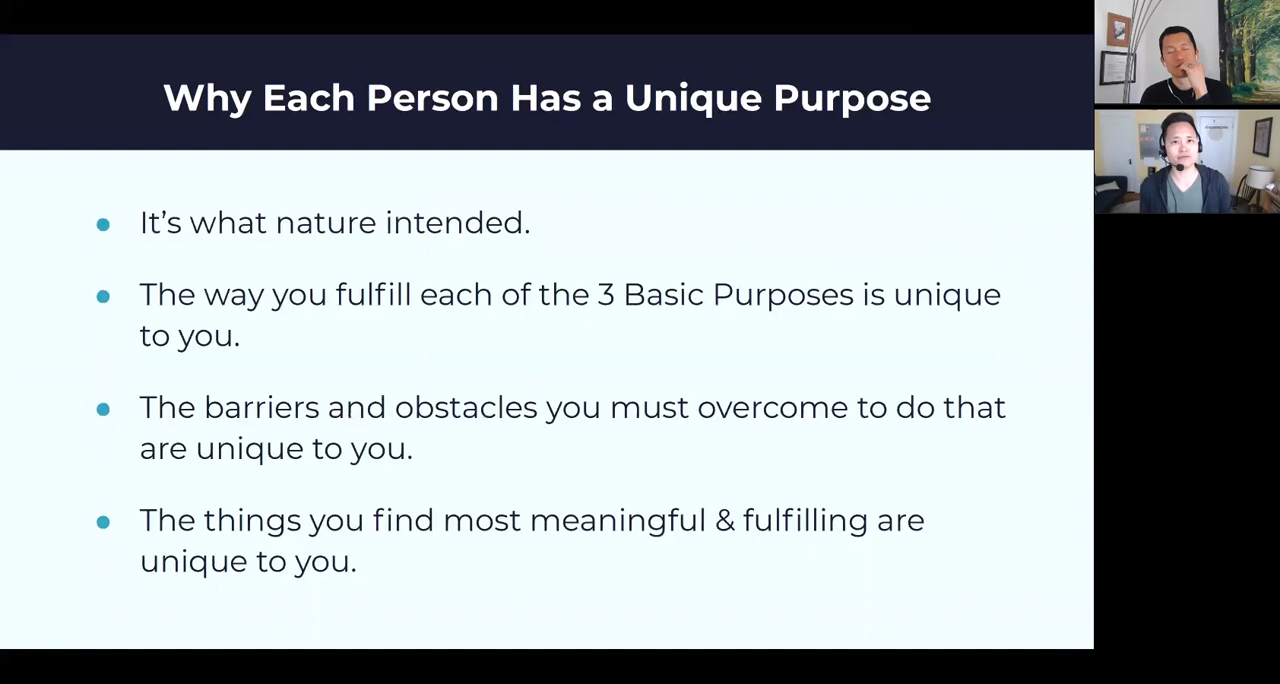 Why Each Person Has a Unique Purpose
It’s what nature intended.
The way you fulfill each of the 3 Basic Purposes is unique
to you.
The barriers and obstacles you must overcome to do that
are unique to you.
The things you find most meaningful & fulfilling are
unique to you.